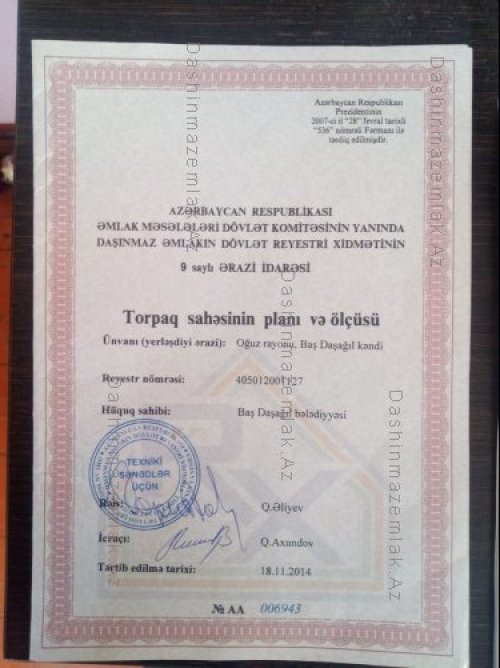 Azərbaycan Respublikası
Prezidentinin
2007-ci il "28" fevral tarixli
"536" nömrəli Fərmanı ilə
təsdiq edilmişdir.
AZƏRBAYCAN RESPUBLİKASI
ƏMLAK MƏSƏLƏLƏRİ DÖVLƏT KOMİTƏSİNİN YANINDA
DAŞINMAZ ƏMLAKIN DÖVLƏT REYESTRİ XİDMƏTİNİN
9 saylı ƏRAZİ İDARƏSİ
Torpaq sahəsinin planı və ölçüsü
Ünvanı (yerləşdiyi ərazi): Oğuz rayonu, Baş Daşağıl kəndi
Reyestr nömrəsi: 405012001127
Hüquq sahibi: Baş Daşağıl bələdiyyəsi
TEXNİKİ
SƏNƏDLƏR
ÜÇÜN
Rəis: Q.Əliyev
İcraçı: Q.Axundov
Tərtib edilmə tarixi: 18.11.2014
№ AA 006943
Dashinmazemlak.Az
Dashinmazemlak.Az
Dashinmazemlak.Az
Dashinmazemlak.Az
Dashinmazemlak.Az